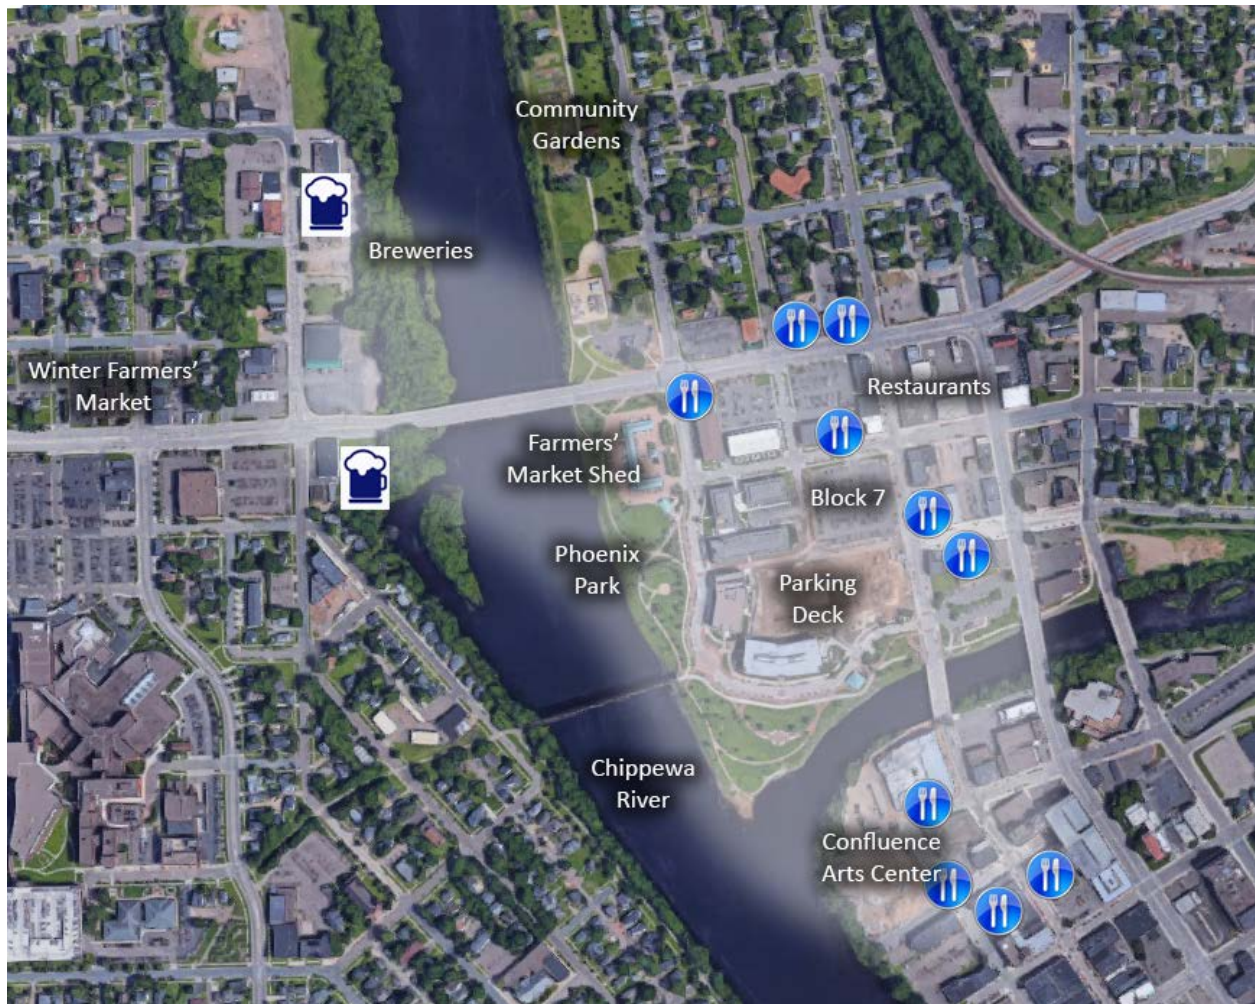 Community
Gardens
Breweries
Winter Farmers'
Market
Restaurants
Farmers'
Market Shed
Block 7
Phoenix
Park
Parking
Deck
Chippewa
River
Confluence
Arts Center